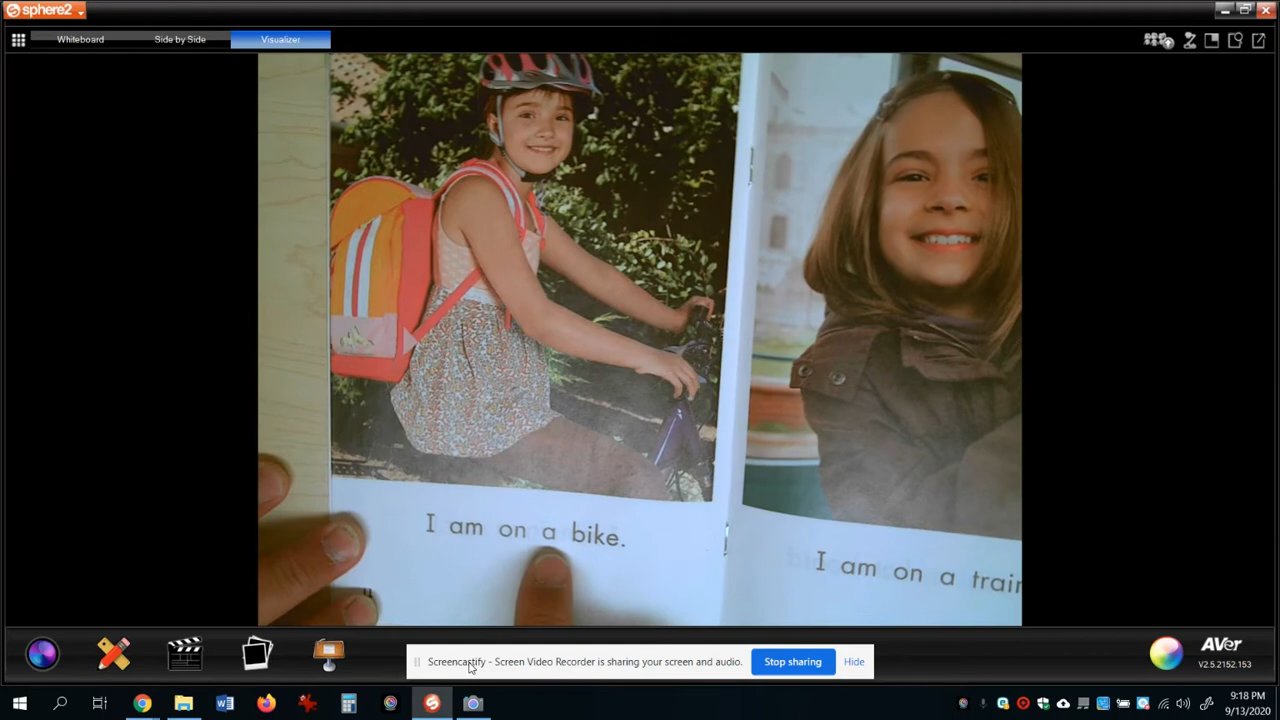 sphere2
Whiteboard
Side by Side
Visualizer
I am on a bike.
I am on a train
Screencastify - Screen Video Recorder is sharing your screen and audio.
Stop sharing
Hide
AVer
v2.5.2152.153
9:18 PM
9/13/2020